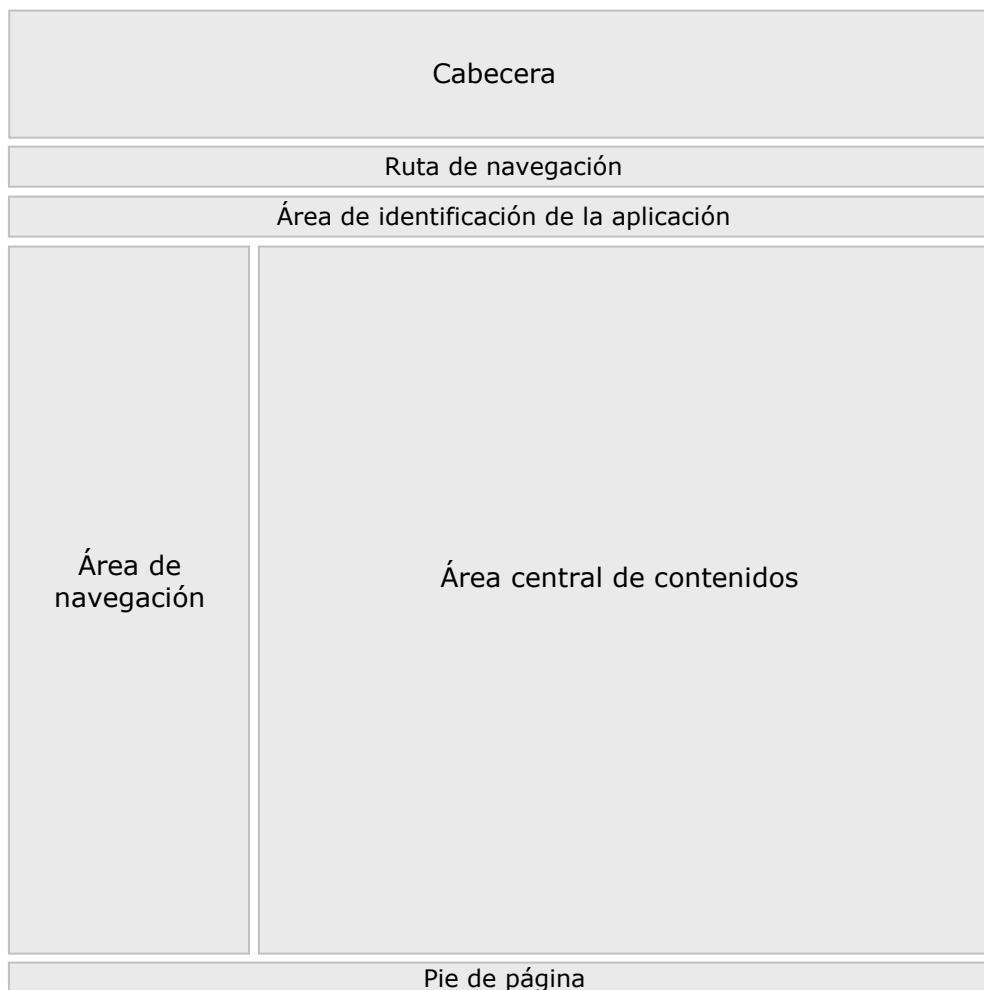 Cabecera
Ruta de navegación
Área de identificación de la aplicación
Área de
navegación
Área central de contenidos
Pie de página